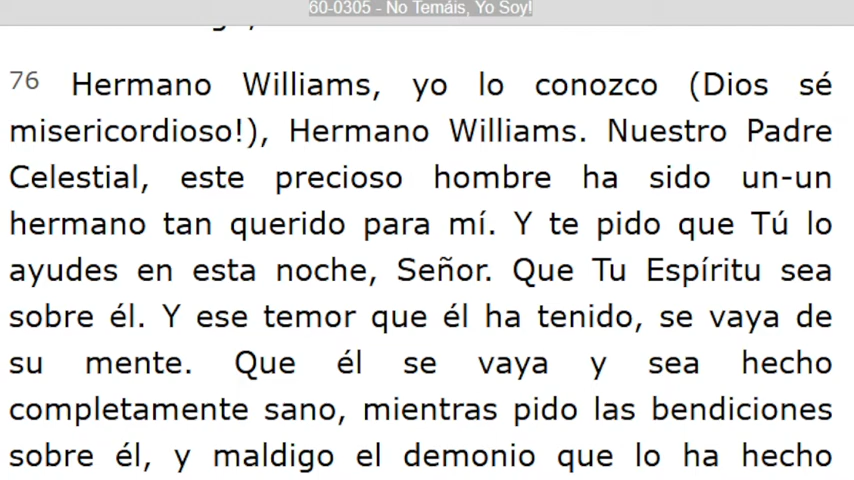 60-0305 - No Temáis, Yo Soy!
76 Hermano Williams, yo lo conozco (Dios sé
misericordioso!), Hermano Williams. Nuestro Padre
Celestial, este precioso hombre ha sido un-un
hermano tan querido para mí. Y te pido que Tú lo
ayudes en esta noche, Señor. Que Tu Espíritu sea
sobre él. Y ese temor que él ha tenido, se vaya de
su mente. Que él se vaya y sea hecho
completamente sano, mientras pido las bendiciones
sobre él, y maldigo el demonio que lo ha hecho